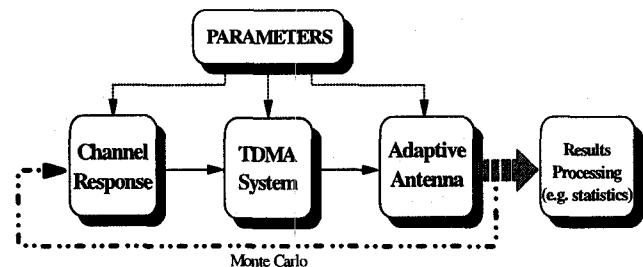 PARAMETERS
Channel
Response
TDMA
System
Adaptive
Antenna
Results
Processing
(e.g. statistics)
Monte Carlo